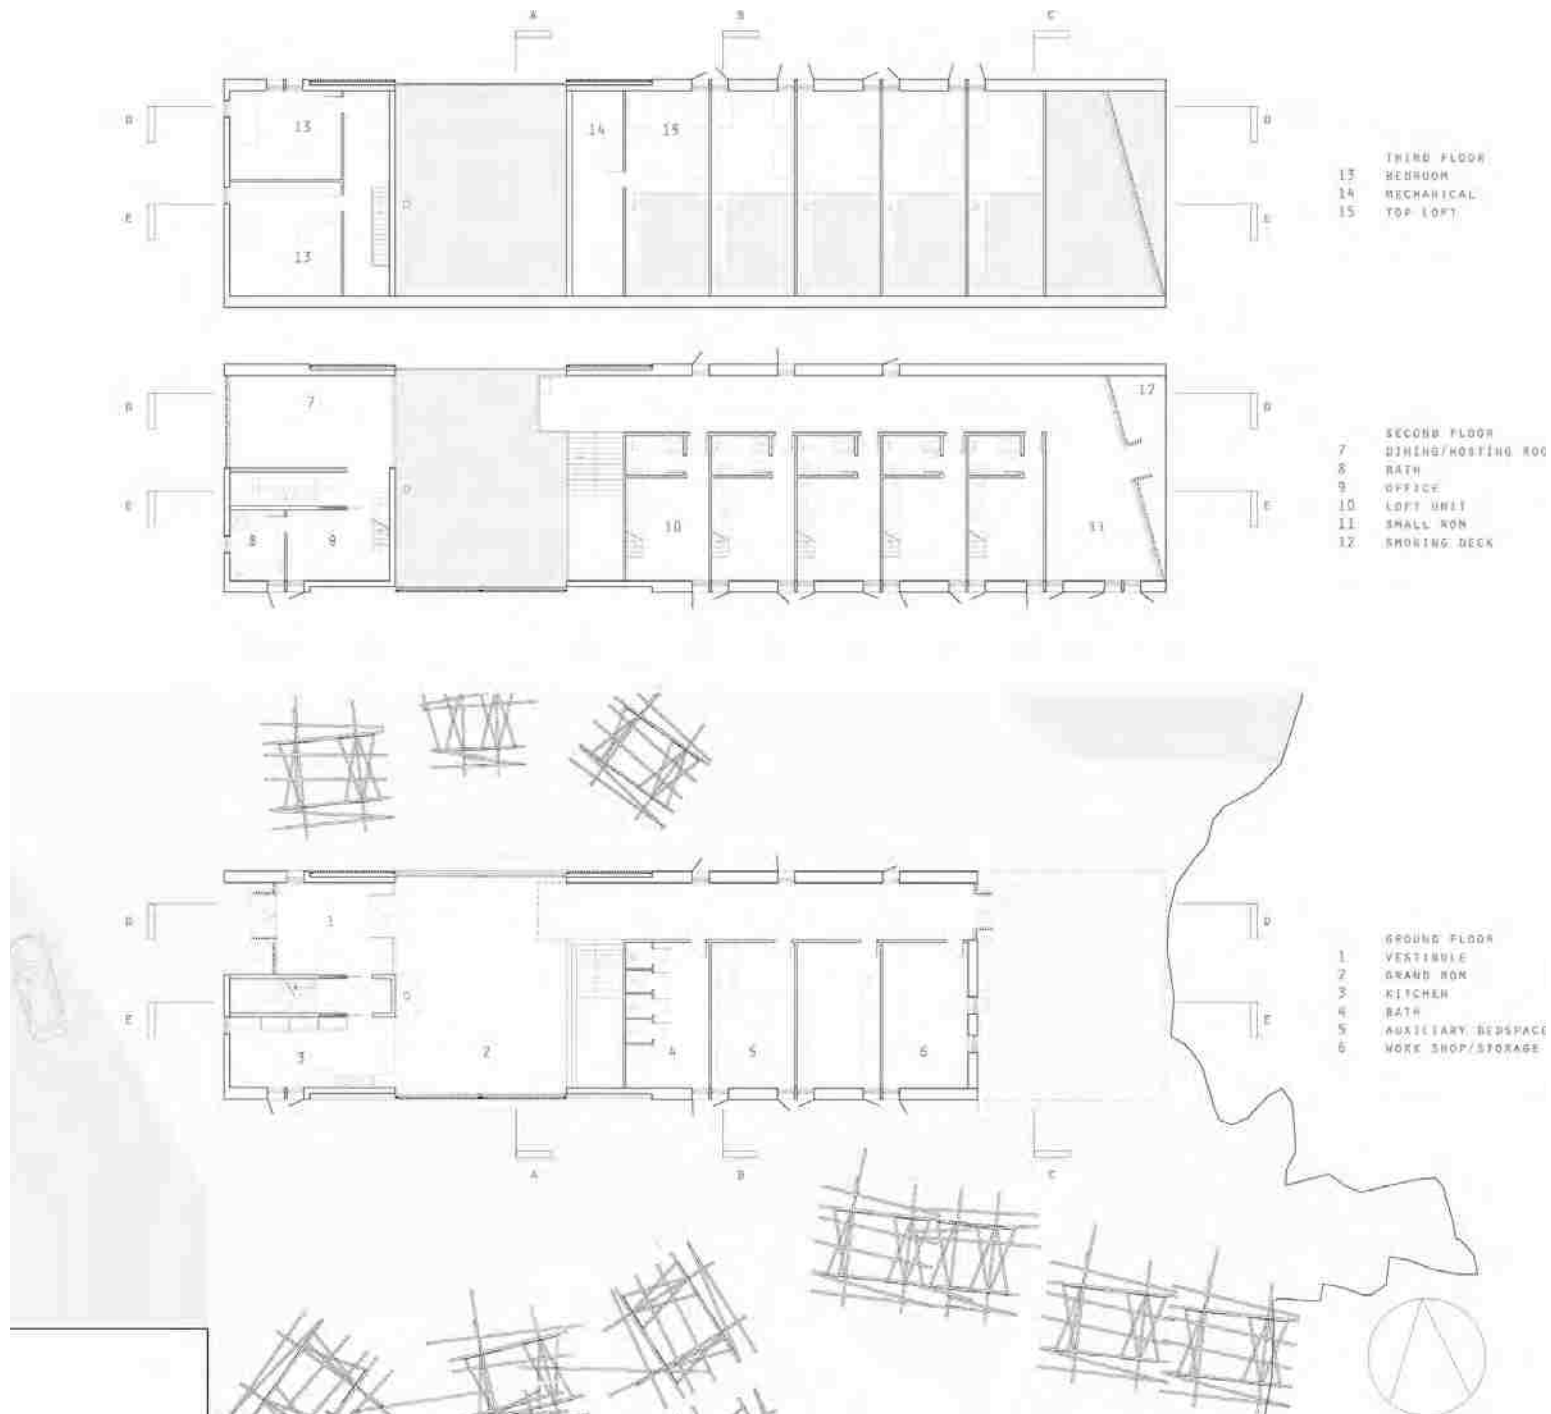 A B C
D D
E E
13
13
14
15
THIRD FLOOR
13 BEDROOM
14 MECHANICAL
15 TOP LOFT
D D
E E
7
8
9
10
11
12
SECOND FLOOR
7 DINING/HOSTING ROO
8 BATH
9 OFFICE
10 LOFT UNIT
11 SMALL ROM
12 SMOKING DECK
D D
E E
1
2
3
4
5
6
GROUND FLOOR
1 VESTIBULE
2 GRAND ROM
3 KITCHEN
4 BATH
5 AUXILIARY BEDSPACE
6 WORK SHOP/STORAGE
A B C